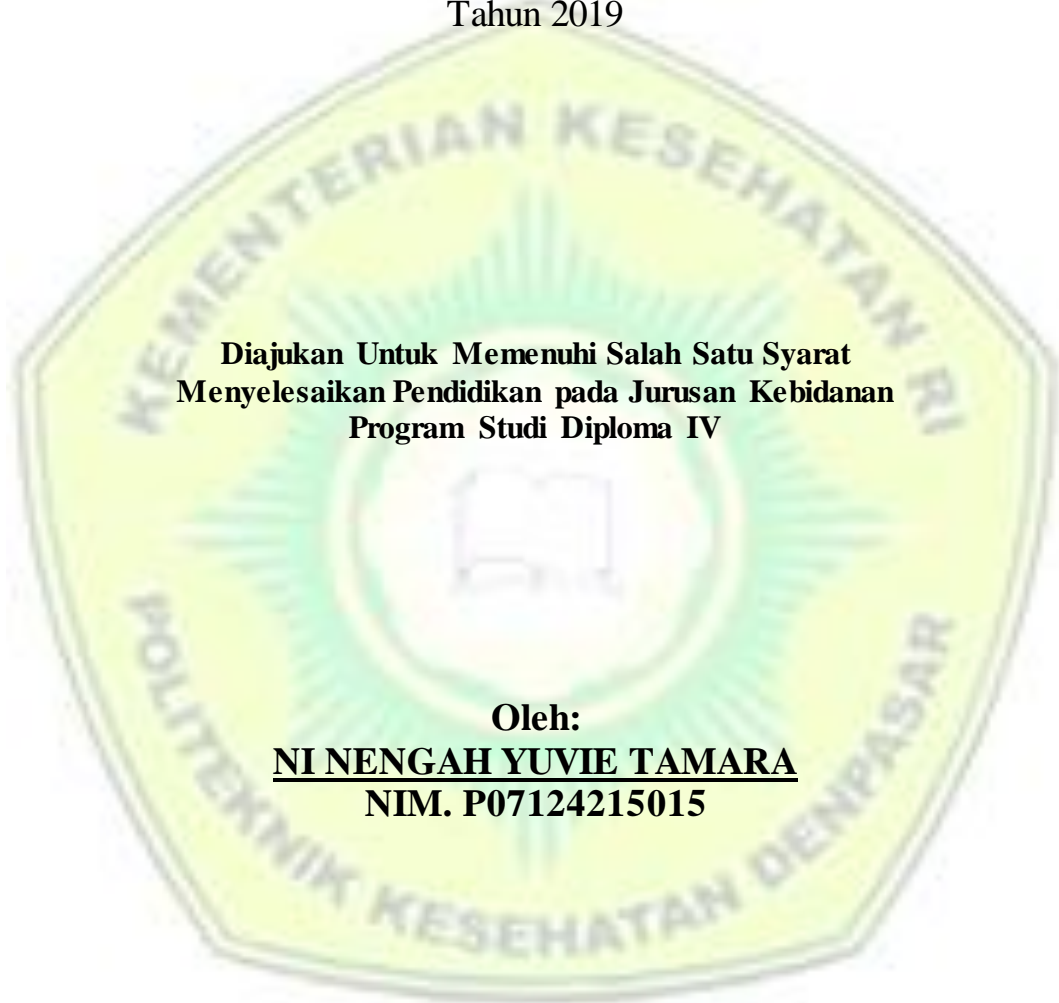 Tahun 2019
KEMENTERIAN KESEHATAN RI
Diajukan Untuk Memenuhi Salah Satu Syarat
Menyelesaikan Pendidikan pada Jurusan Kebidanan
Program Studi Diploma IV
Oleh:
NI NENGAH YUVIE TAMARA
NIM. P07124215015
POLITEKNIK KESEHATAN DENPASAR